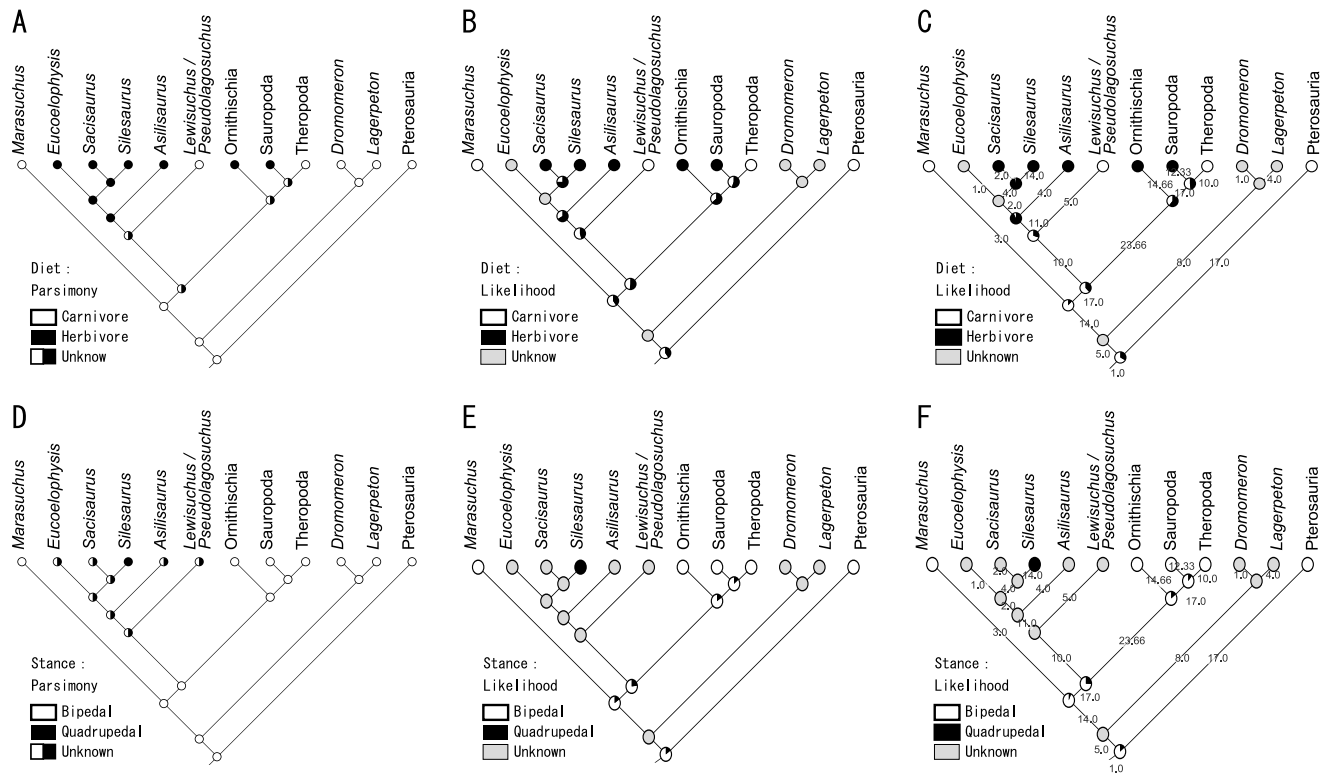 A
Marasuchus
Eucoelophysis
Sacisaurus
Silesaurus
Asilisaurus
Lewisuchus /
Pseudolagosuchus
Ornithischia
Sauropoda
Theropoda
Dromomeron
Lagerpeton
Pterosauria
Diet :
Parsimony
Carnivore
Herbivore
Unknow
B
Marasuchus
Eucoelophysis
Sacisaurus
Silesaurus
Asilisaurus
Lewisuchus /
Pseudolagosuchus
Ornithischia
Sauropoda
Theropoda
Dromomeron
Lagerpeton
Pterosauria
Diet :
Likelihood
Carnivore
Herbivore
Unknow
C
Marasuchus
Eucoelophysis
Sacisaurus
Silesaurus
Asilisaurus
Lewisuchus /
Pseudolagosuchus
Ornithischia
Sauropoda
Theropoda
Dromomeron
Lagerpeton
Pterosauria
2.0 14.0 12.33
1.0 4.0 4.0 14.66 17.0 10.0 1.0 4.0
2.0 5.0
11.0
3.0 10.0 23.66 8.0 17.0
17.0
14.0
5.0
1.0
Diet :
Likelihood
Carnivore
Herbivore
Unknown
D
Marasuchus
Eucoelophysis
Sacisaurus
Silesaurus
Asilisaurus
Lewisuchus /
Pseudolagosuchus
Ornithischia
Sauropoda
Theropoda
Dromomeron
Lagerpeton
Pterosauria
Stance :
Parsimony
Bipedal
Quadrupedal
Unknown
E
Marasuchus
Eucoelophysis
Sacisaurus
Silesaurus
Asilisaurus
Lewisuchus /
Pseudolagosuchus
Ornithischia
Sauropoda
Theropoda
Dromomeron
Lagerpeton
Pterosauria
Stance :
Likelihood
Bipedal
Quadrupedal
Unknown
F
Marasuchus
Eucoelophysis
Sacisaurus
Silesaurus
Asilisaurus
Lewisuchus /
Pseudolagosuchus
Ornithischia
Sauropoda
Theropoda
Dromomeron
Lagerpeton
Pterosauria
2.0 14.0 12.33
1.0 4.0 4.0 14.66 10.0 1.0 4.0
2.0 5.0 17.0
11.0
3.0 10.0 23.66 8.0 17.0
17.0
14.0
5.0
1.0
Stance :
Likelihood
Bipedal
Quadrupedal
Unknown